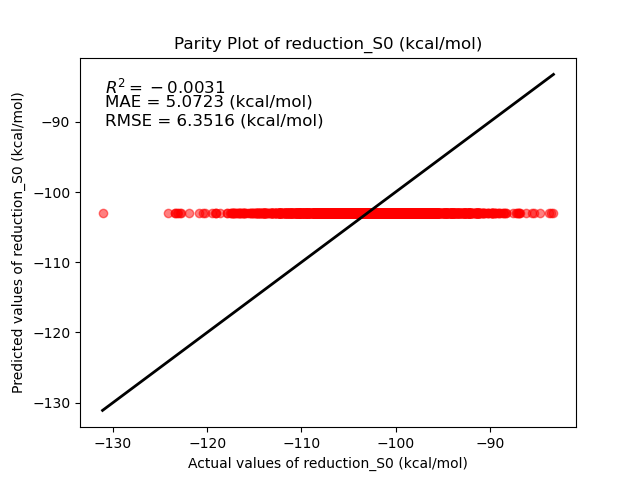 Parity Plot of reduction_S0 (kcal/mol)
R² = −0.0031
MAE = 5.0723 (kcal/mol)
RMSE = 6.3516 (kcal/mol)
Predicted values of reduction_S0 (kcal/mol)
−90
−100
−110
−120
−130
−130 −120 −110 −100 −90
Actual values of reduction_S0 (kcal/mol)